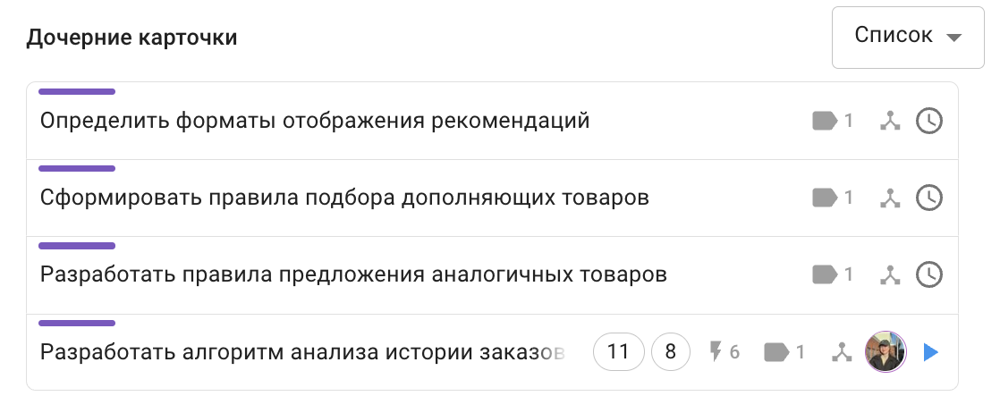 Дочерние карточки
Список
Определить форматы отображения рекомендаций 1
Сформировать правила подбора дополняющих товаров 1
Разработать правила предложения аналогичных товаров 1
Разработать алгоритм анализа истории заказов 11 8 6 1